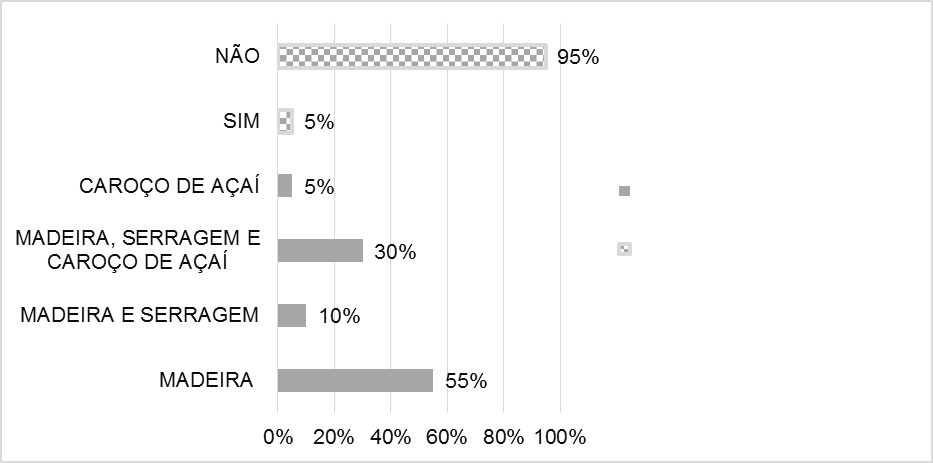 NÃO 95%
SIM 5%
CAROÇO DE AÇAÍ 5%
MADEIRA, SERRAGEM E
CAROÇO DE AÇAÍ 30%
MADEIRA E SERRAGEM 10%
MADEIRA 55%
0% 20% 40% 60% 80% 100%